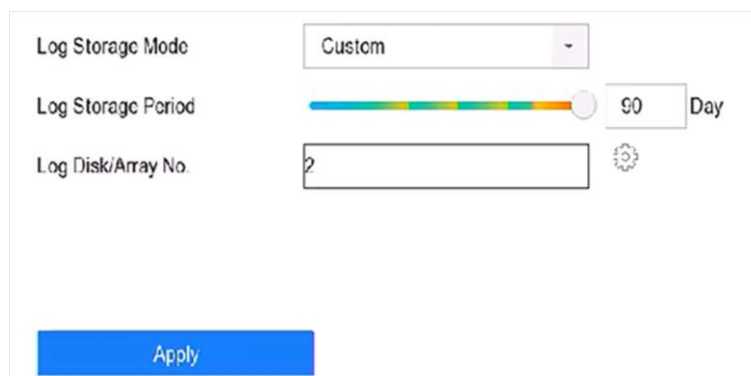 Log Storage Mode Custom
Log Storage Period 90 Day
Log Disk/Array No. 2
Apply